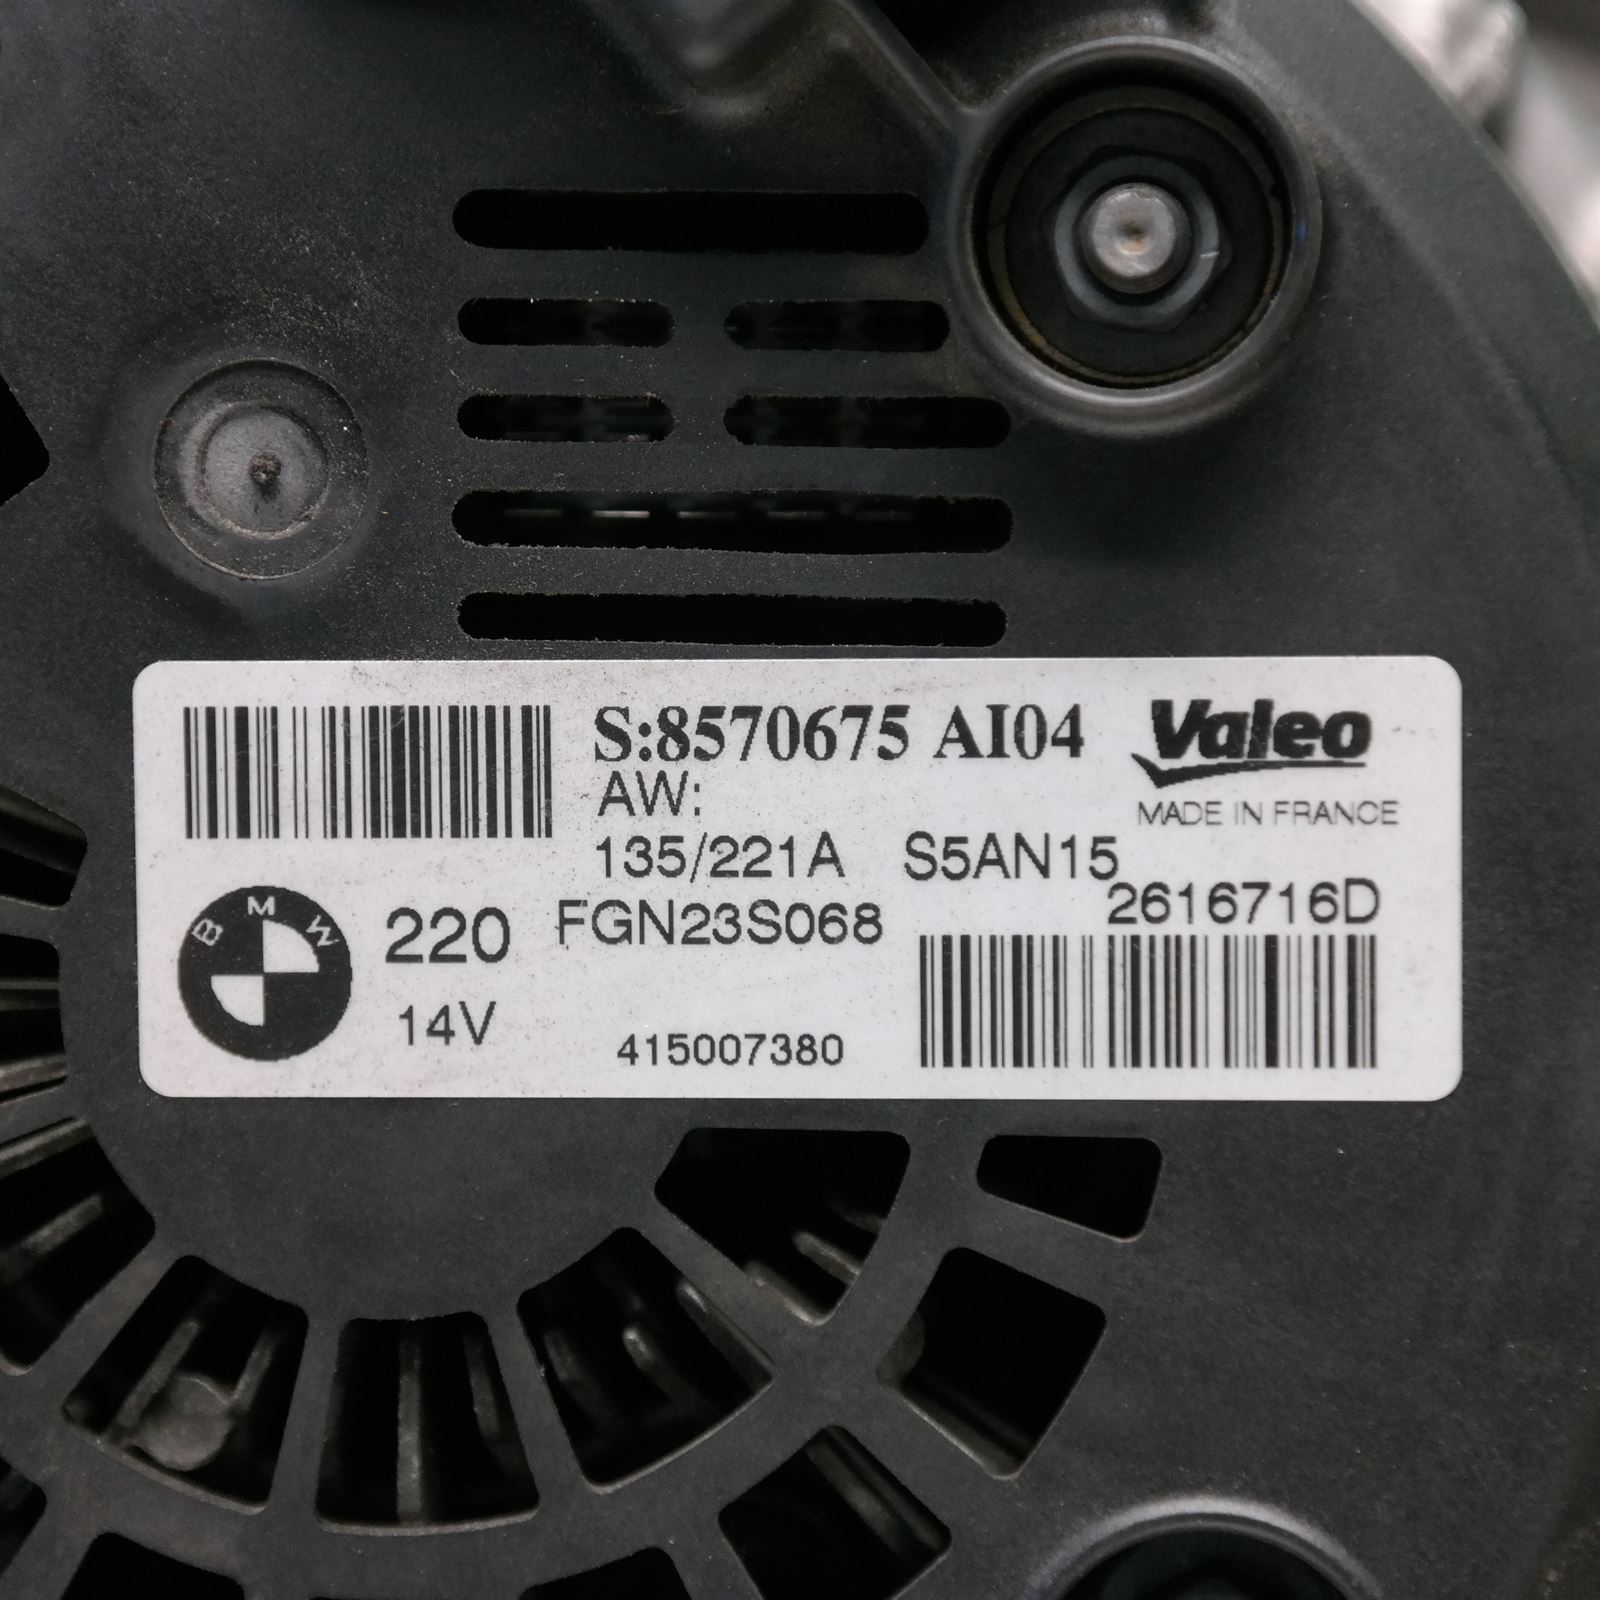 S:8570675 AI04
Valeo
AW:
MADE IN FRANCE
135/221A S5AN15
2616716D
BMW
220
FGN23S068
14V
415007380